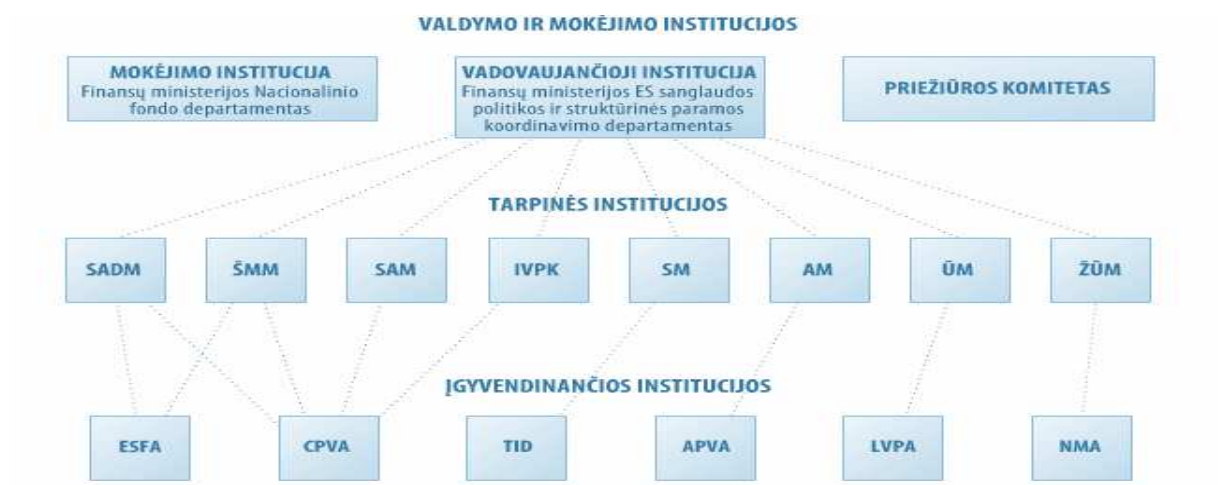 VALDYMO IR MOKĖJIMO INSTITUCIJOS
MOKĖJIMO INSTITUCIJA
Finansų ministerijos Nacionalinio
fondo departamentas
VADOVAUJANČIOJI INSTITUCIJA
Finansų ministerijos ES sanglaudos
politikos ir struktūrinės paramos
koordinavimo departamentas
PRIEŽIŪROS KOMITETAS
TARPINĖS INSTITUCIJOS
SADM ŠMM SAM IVPK SM AM ŪM ŽŪM
ĮGYVENDINANČIOS INSTITUCIJOS
ESFA CPVA TID APVA LVPA NMA